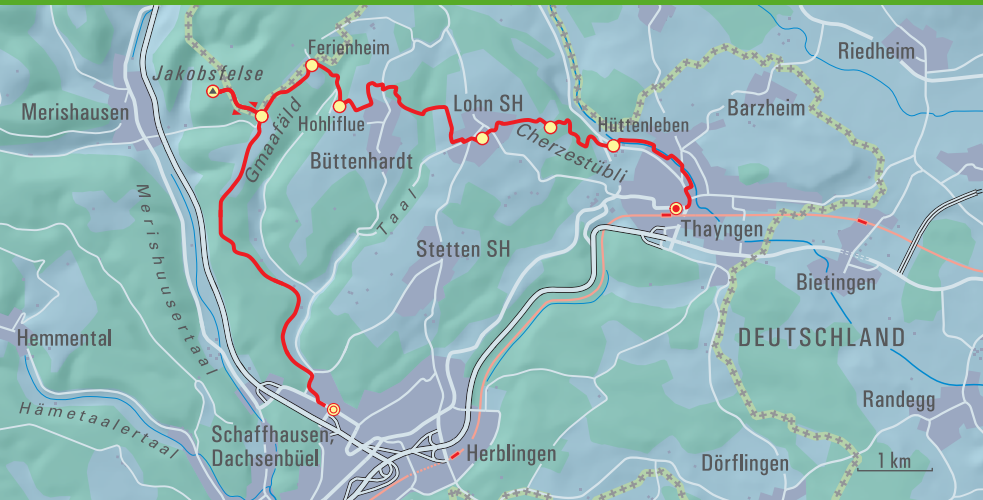 Ferienheim
Riedheim
Jakobsfelse
Merishausen
Lohn SH
Barzheim
Hohliflue
Hüttenleben
Gmaafäld
Büttenhardt
Cherzestübli
Taal
Merishusertaal
Stetten SH
Thayngen
Bietingen
Hemmental
DEUTSCHLAND
Hämetaalertaal
Randegg
Schaffhausen,
Dachsenbüel
Herblingen
Dörflingen
1 km